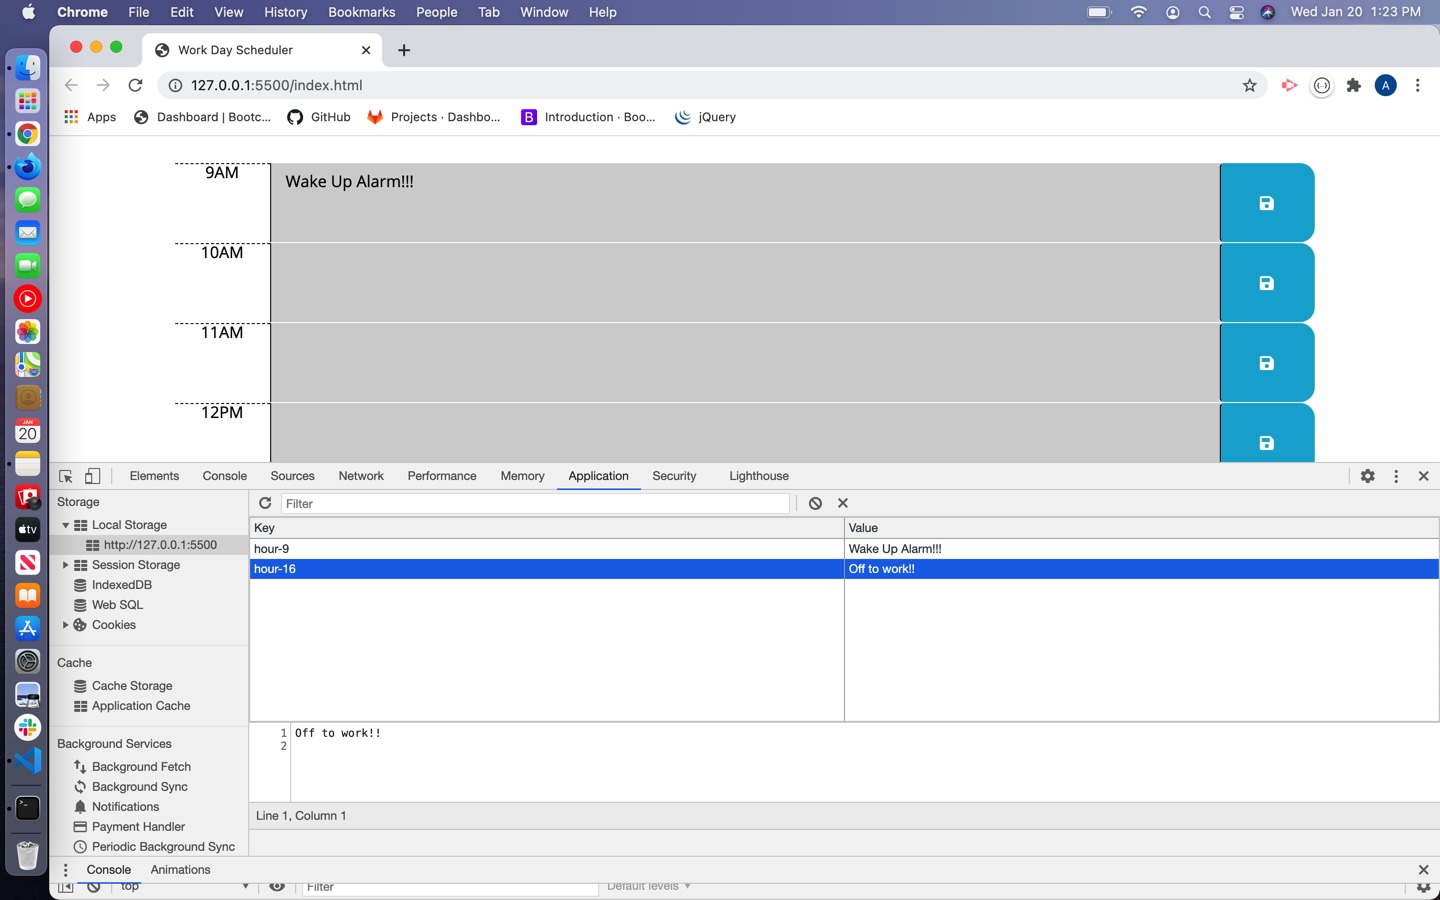 Chrome File Edit View History Bookmarks People Tab Window Help Wed Jan 20 1:23 PM
Work Day Scheduler
127.0.0.1:5500/index.html
A
Apps Dashboard | Bootc... GitHub Projects · Dashbo... B Introduction · Boo... jQuery
9AM Wake Up Alarm!!!
10AM
11AM
12PM
JAN
20
tv
Elements Console Sources Network Performance Memory Application Security Lighthouse
Storage
Filter
Local Storage
Key Value
http://127.0.0.1:5500
hour-9 Wake Up Alarm!!!
Session Storage
hour-16 Off to work!!
IndexedDB
Web SQL
Cookies
Cache
Cache Storage
Application Cache
1 Off to work!!
2
Background Services
Background Fetch
Background Sync
Notifications
Payment Handler
Periodic Background Sync
Line 1, Column 1
Console Animations
top Filter Default levels